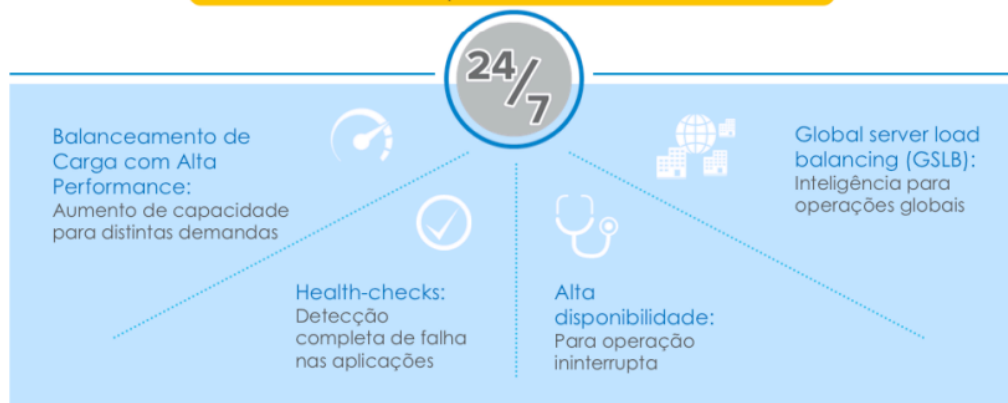 24/7
Balanceamento de
Carga com Alta
Performance:
Aumento de capacidade
para distintas demandas
Health-checks:
Detecção
completa de falha
nas aplicações
Alta
disponibilidade:
Para operação
ininterrupta
Global server load
balancing (GSLB):
Inteligência para
operações globais